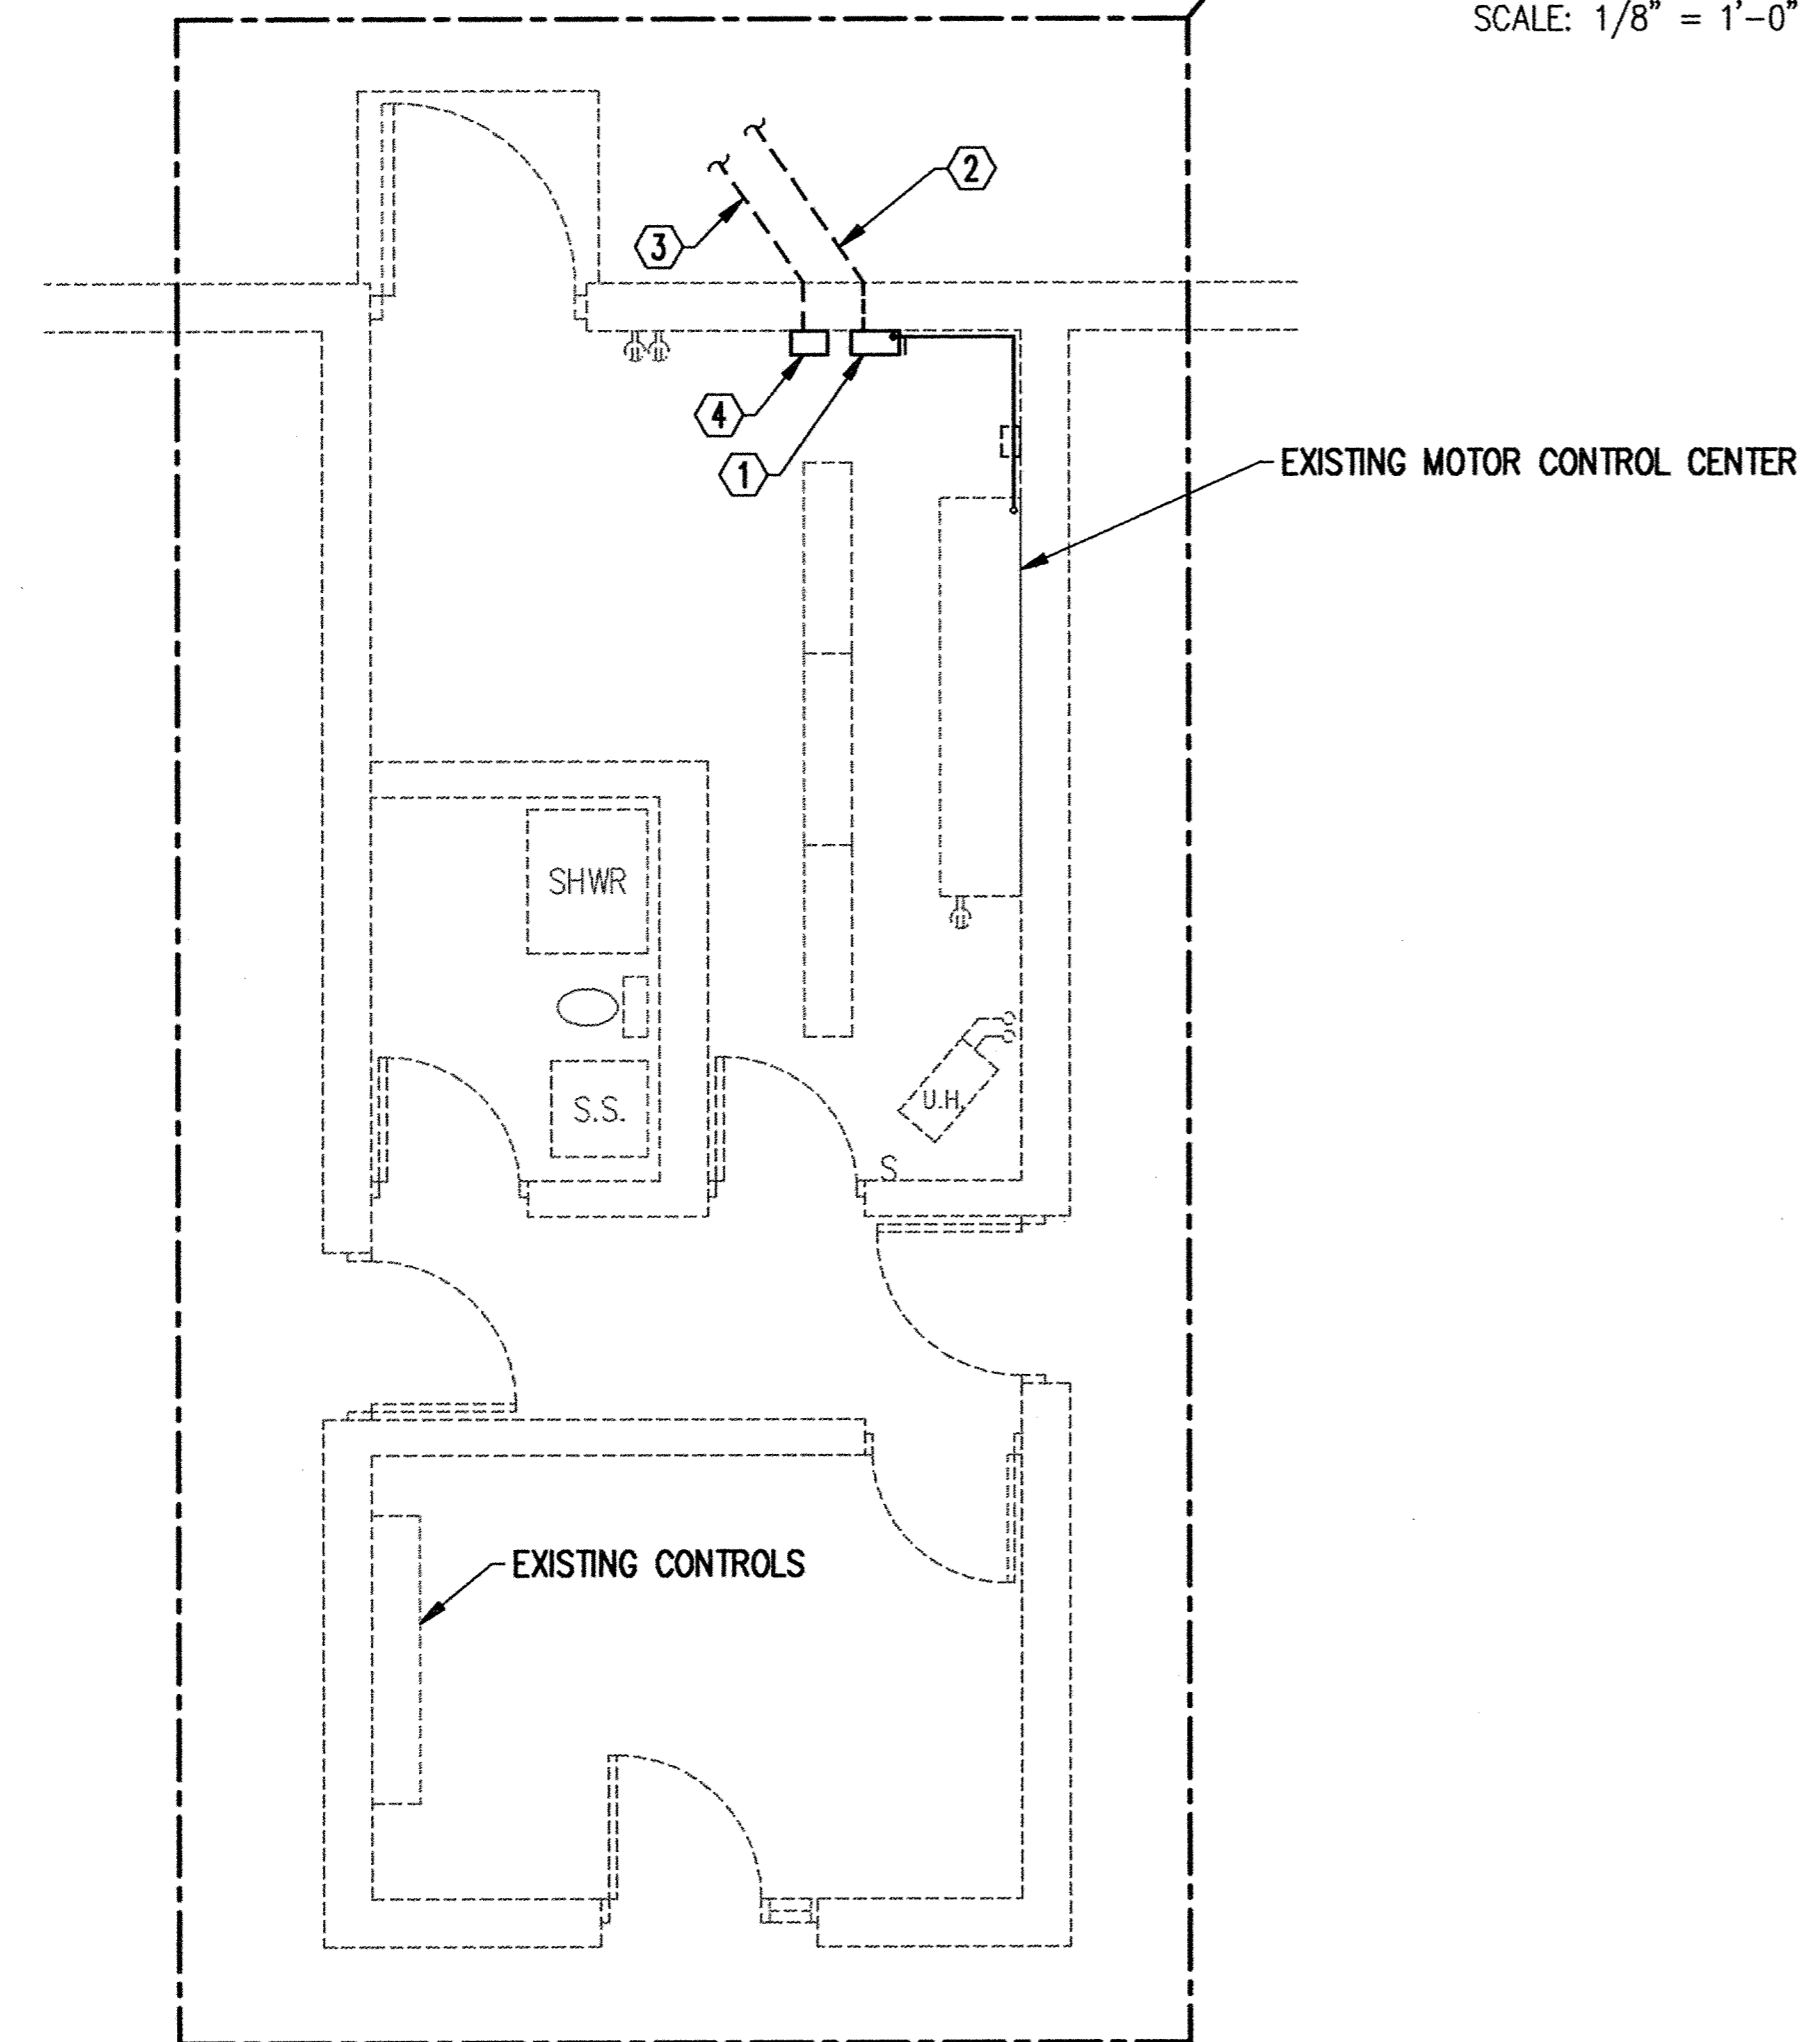 SCALE: 1/8" = 1'-0"
2
3
4
1
EXISTING MOTOR CONTROL CENTER
SHWR
S.S.
U.H.
S
EXISTING CONTROLS